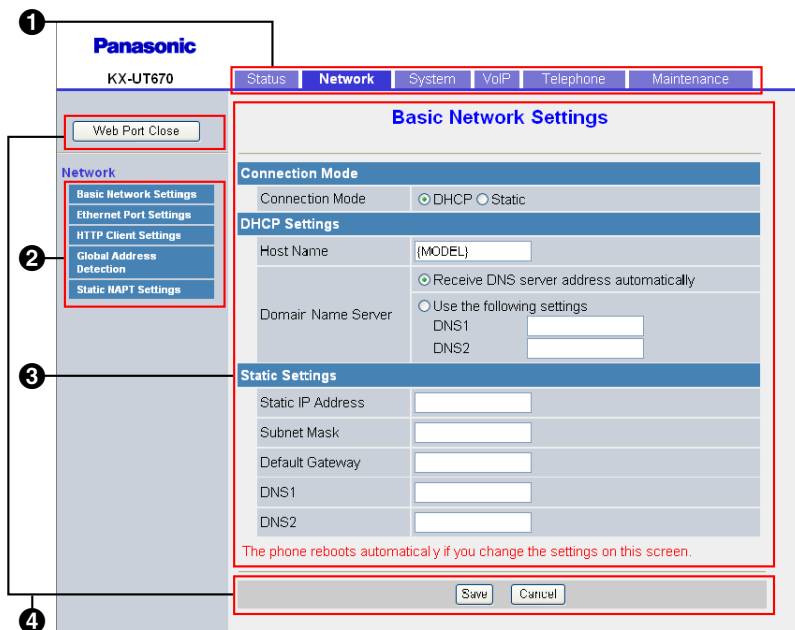 ❶
Panasonic
KX-UT670
Status Network System VoIP Telephone Maintenance
Web Port Close
Network
Basic Network Settings
Ethernet Port Settings
HTTP Client Settings
Global Address
Detection
Static NAPT Settings
❷
Basic Network Settings
Connection Mode
Connection Mode DHCP Static
DHCP Settings
Host Name {MODEL}
Domain Name Server
Receive DNS server address automatically
Use the following settings
DNS1
DNS2
❸
Static Settings
Static IP Address
Subnet Mask
Default Gateway
DNS1
DNS2
The phone reboots automatically if you change the settings on this screen.
Save Cancel
❹